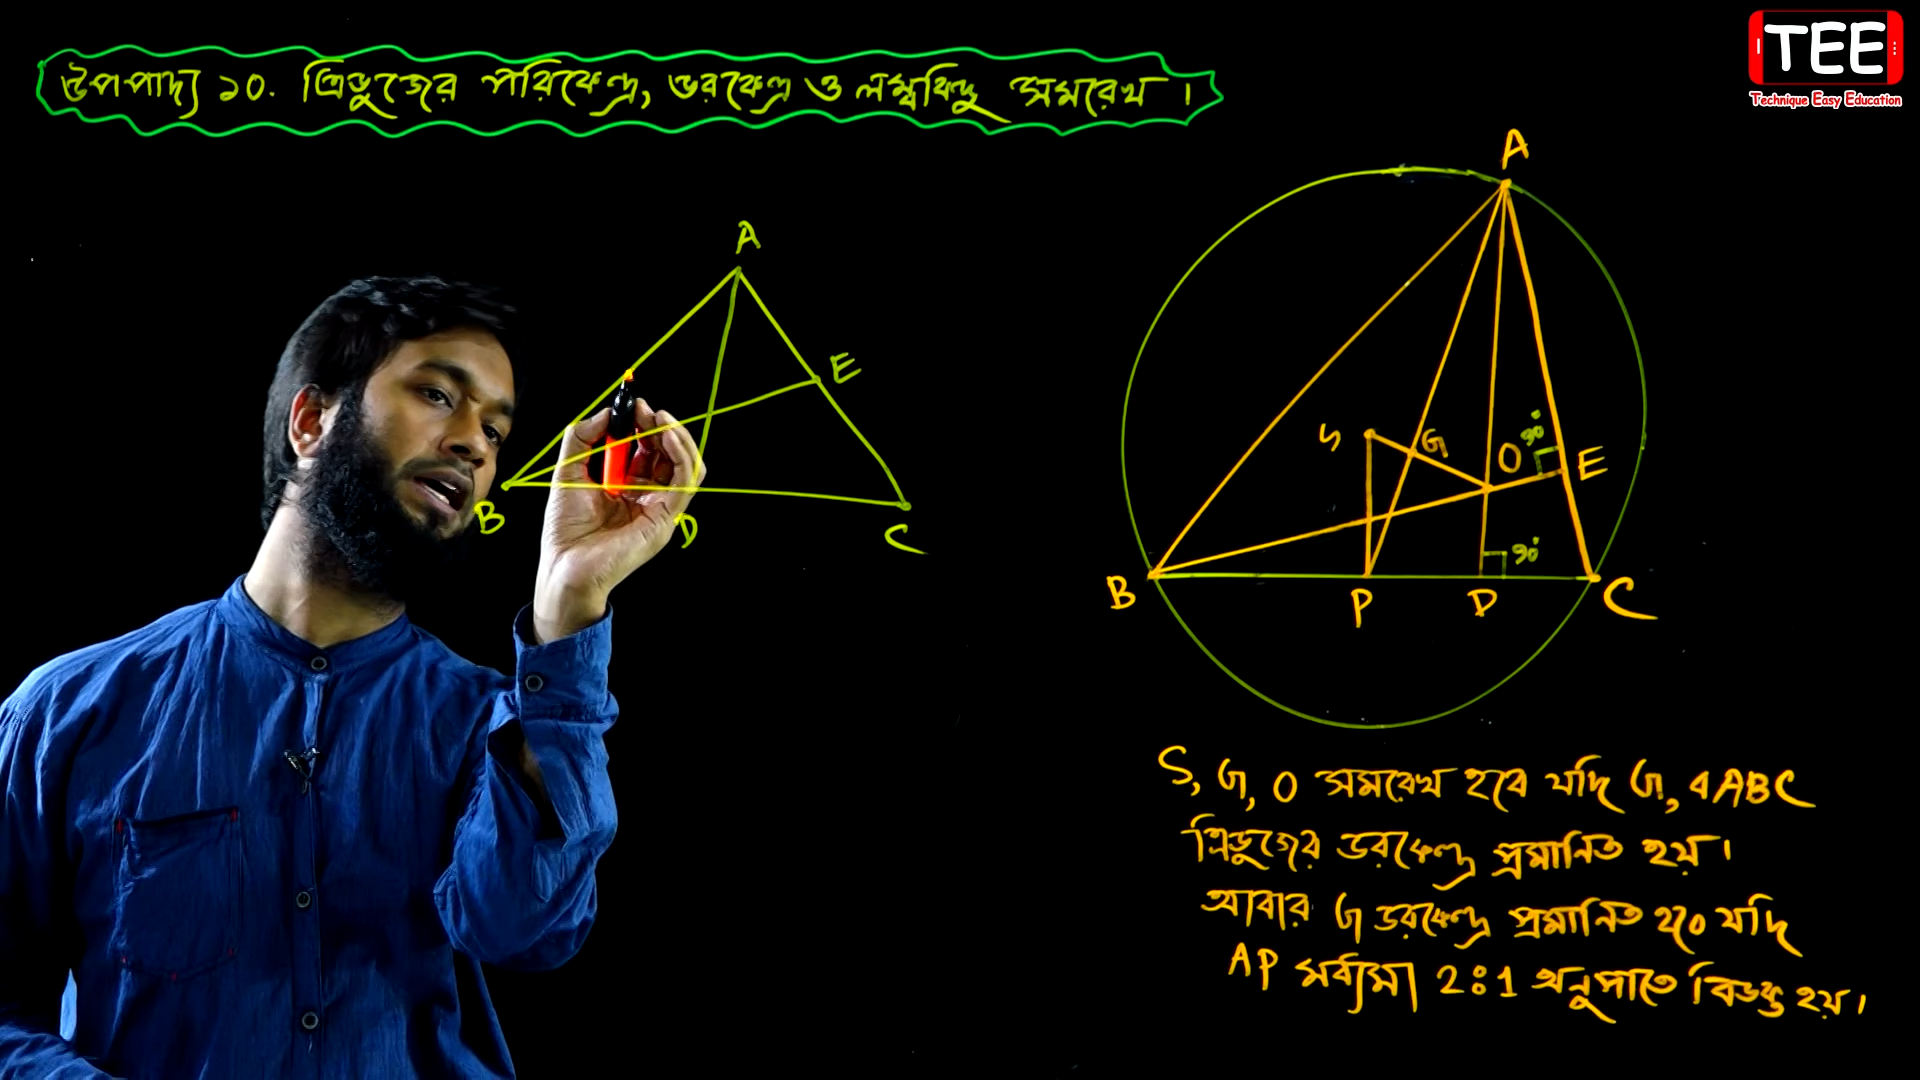 উপপাদ্য ১০. ত্রিভুজের পরিকেন্দ্র, ভরকেন্দ্র ও লম্ববিন্দু সমরেখ।
TEE
Technique Easy Education
A
E
B
D
C
A
S
G
O
90°
E
90°
B
P
D
C
S, G, O সমরেখ হবে যদি G, ∆ABC
ত্রিভুজের ভরকেন্দ্র প্রমানিত হয়।
আবার G ভরকেন্দ্র প্রমানিত হবে যদি
AP মধ্যমা 2:1 অনুপাতে বিভক্ত হয়।